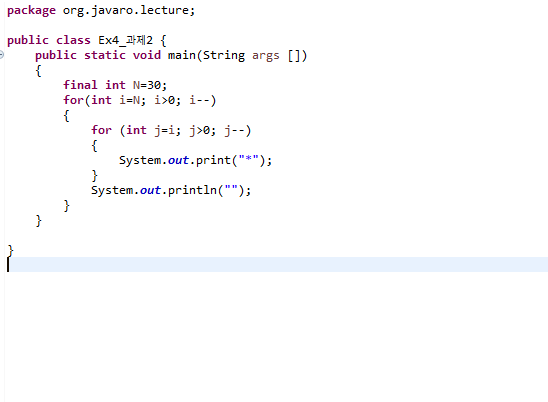 package org.javaro.lecture;
public class Ex4_과제2 {
public static void main(String args [])
{
final int N=30;
for(int i=N; i>0; i--)
{
for (int j=i; j>0; j--)
{
System.out.print("*");
}
System.out.println("");
}
}
}